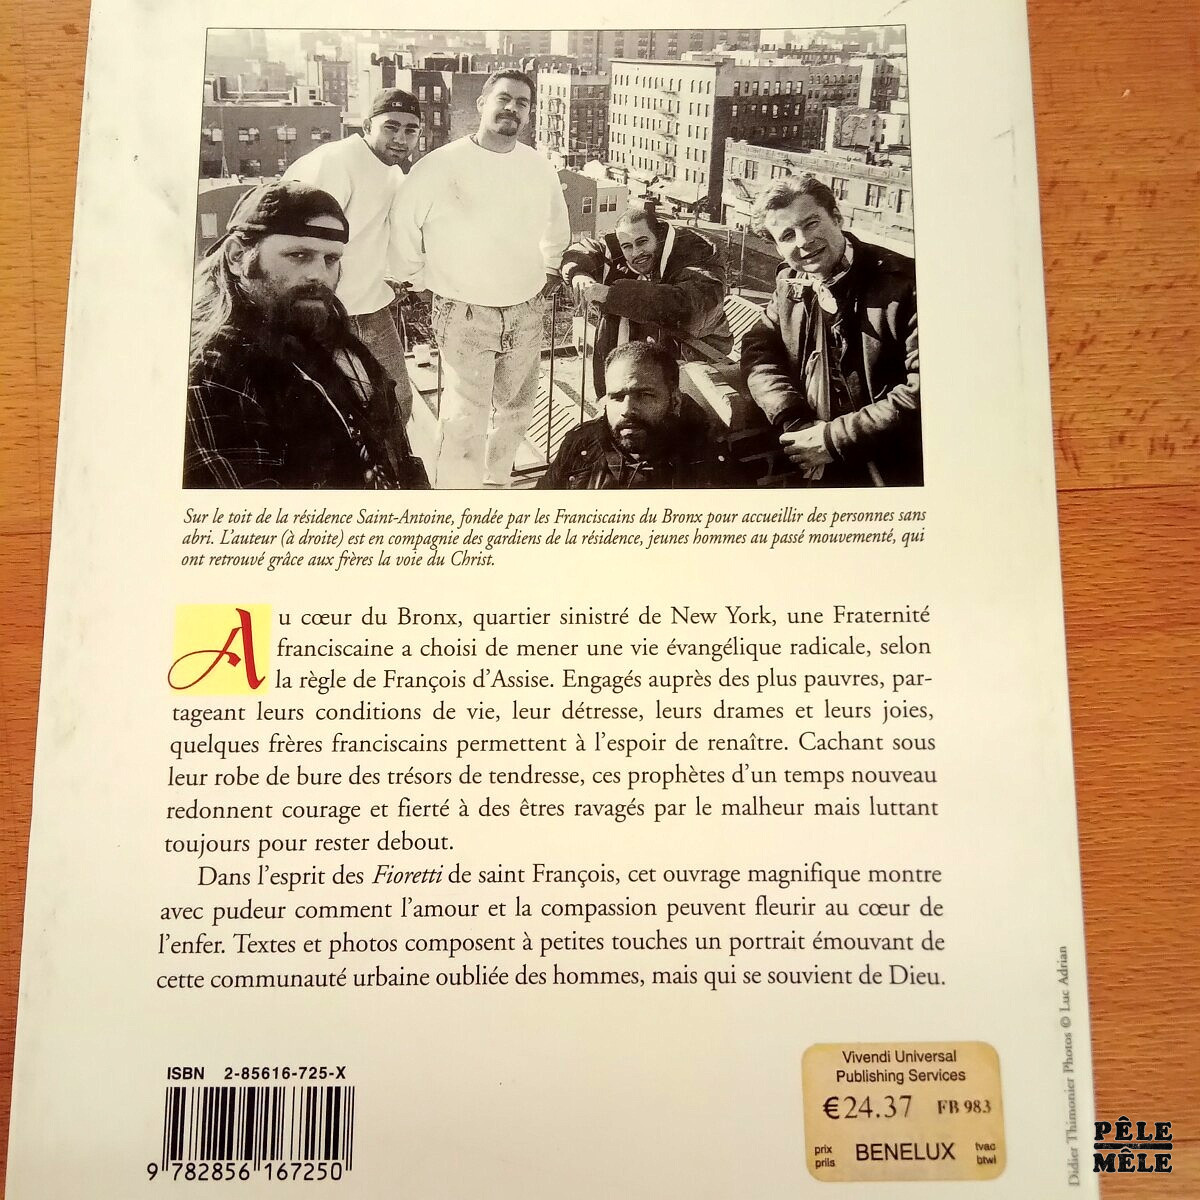 Sur le toit de la résidence Saint-Antoine, fondée par les Franciscains du Bronx pour accueillir des personnes sans
abri. L'auteur (à droite) est en compagnie des gardiens de la résidence, jeunes hommes au passé mouvementé, qui
ont retrouvé grâce aux frères la voie du Christ.
Au cœur du Bronx, quartier sinistré de New York, une Fraternité
franciscaine a choisi de mener une vie évangélique radicale, selon
la règle de François d'Assise. Engagés auprès des plus pauvres, par-
tageant leurs conditions de vie, leur détresse, leurs drames et leurs joies,
quelques frères franciscains permettent à l'espoir de renaître. Cachant sous
leur robe de bure des trésors de tendresse, ces prophètes d'un temps nouveau
redonnent courage et fierté à des êtres ravagés par le malheur mais luttant
toujours pour rester debout.
Dans l'esprit des Fioretti de saint François, cet ouvrage magnifique montre
avec pudeur comment l'amour et la compassion peuvent fleurir au cœur de
l'enfer. Textes et photos composent à petites touches un portrait émouvant de
cette communauté urbaine oubliée des hommes, mais qui se souvient de Dieu.
Didier Thimonier Photos © Luc Adrian
ISBN 2-85616-725-X
9 782856 167250
Vivendi Universal
Publishing Services
€24.37 FB 983
prix
prijs
BENELUX
tvac
btwi
PÊLE
MÊLE